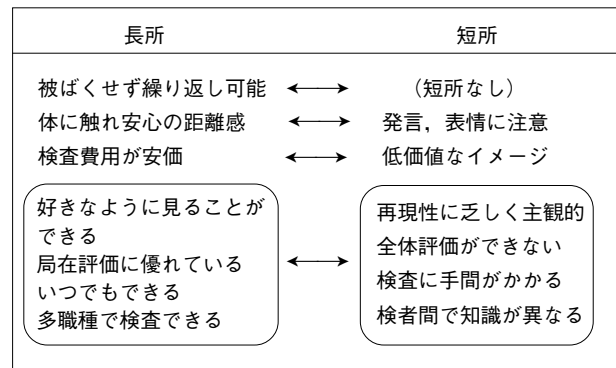 長所 短所
被ばくせず繰り返し可能 ←→ （短所なし）
体に触れ安心の距離感 ←→ 発言，表情に注意
検査費用が安価 ←→ 低価値なイメージ
好きなように見ることが
できる
局在評価に優れている
いつでもできる
多職種で検査できる
←→
再現性に乏しく主観的
全体評価ができない
検査に手間がかかる
検者間で知識が異なる